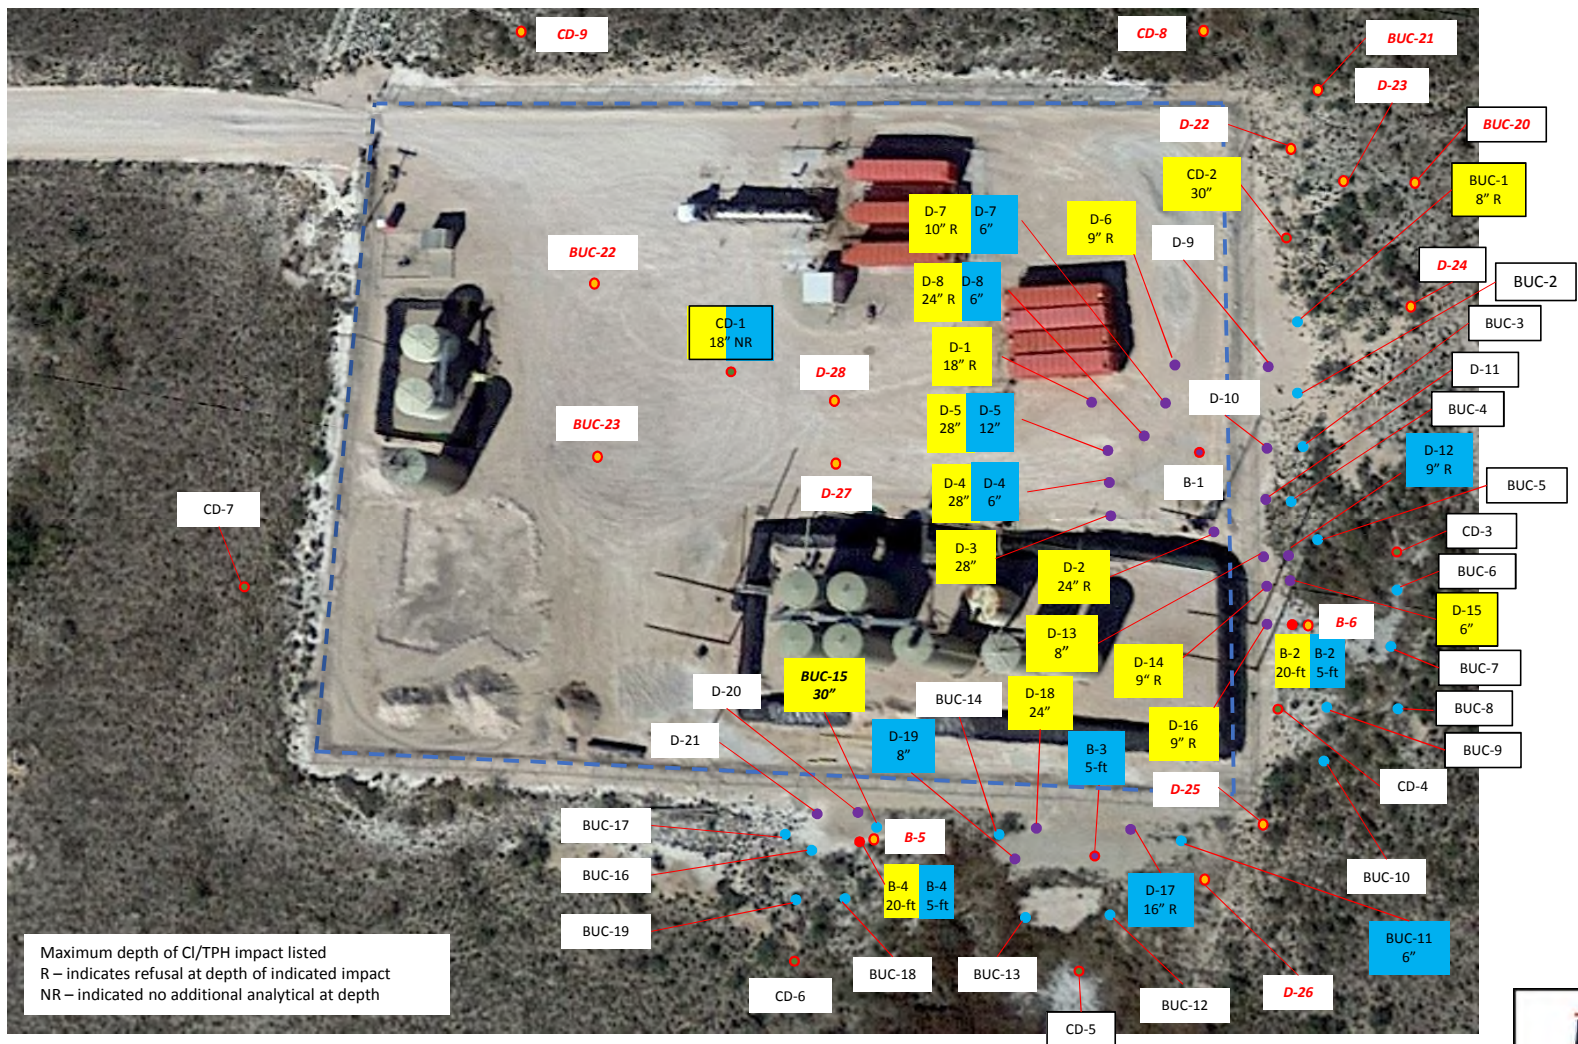 CD-9
CD-8
BUC-21
D-23
D-22
BUC-20
CD-2
30"
BUC-1
8" R
D-7
10" R
D-7
6"
D-6
9" R
D-9
BUC-22
D-24
D-8
24" R
D-8
6"
BUC-2
CD-1
18" NR
BUC-3
D-1
18" R
D-11
D-28
D-10
BUC-4
D-5
28"
D-5
12"
BUC-23
D-12
9" R
D-27
D-4
28"
D-4
6"
B-1
BUC-5
CD-7
CD-3
D-3
28"
D-2
24" R
BUC-6
D-15
6"
B-6
D-13
8"
BUC-7
B-2
20-ft
B-2
5-ft
D-14
9" R
BUC-15
30"
D-20
BUC-14
D-18
24"
BUC-8
D-16
9" R
D-21
D-19
8"
B-3
5-ft
BUC-9
CD-4
D-25
BUC-17
B-5
BUC-16
BUC-10
B-4
20-ft
B-4
5-ft
D-17
16" R
BUC-19
BUC-11
6"
Maximum depth of Cl/TPH impact listed
R – indicates refusal at depth of indicated impact
NR – indicated no additional analytical at depth
BUC-18
BUC-13
CD-6
BUC-12
D-26
CD-5